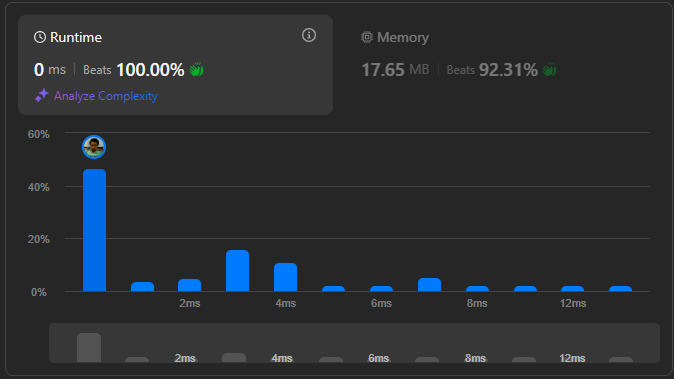 Runtime
0 ms | Beats 100.00%
Analyze Complexity
Memory
17.65 MB | Beats 92.31%
60%
40%
20%
0%
2ms 4ms 6ms 8ms 12ms
2ms 4ms 6ms 8ms 12ms